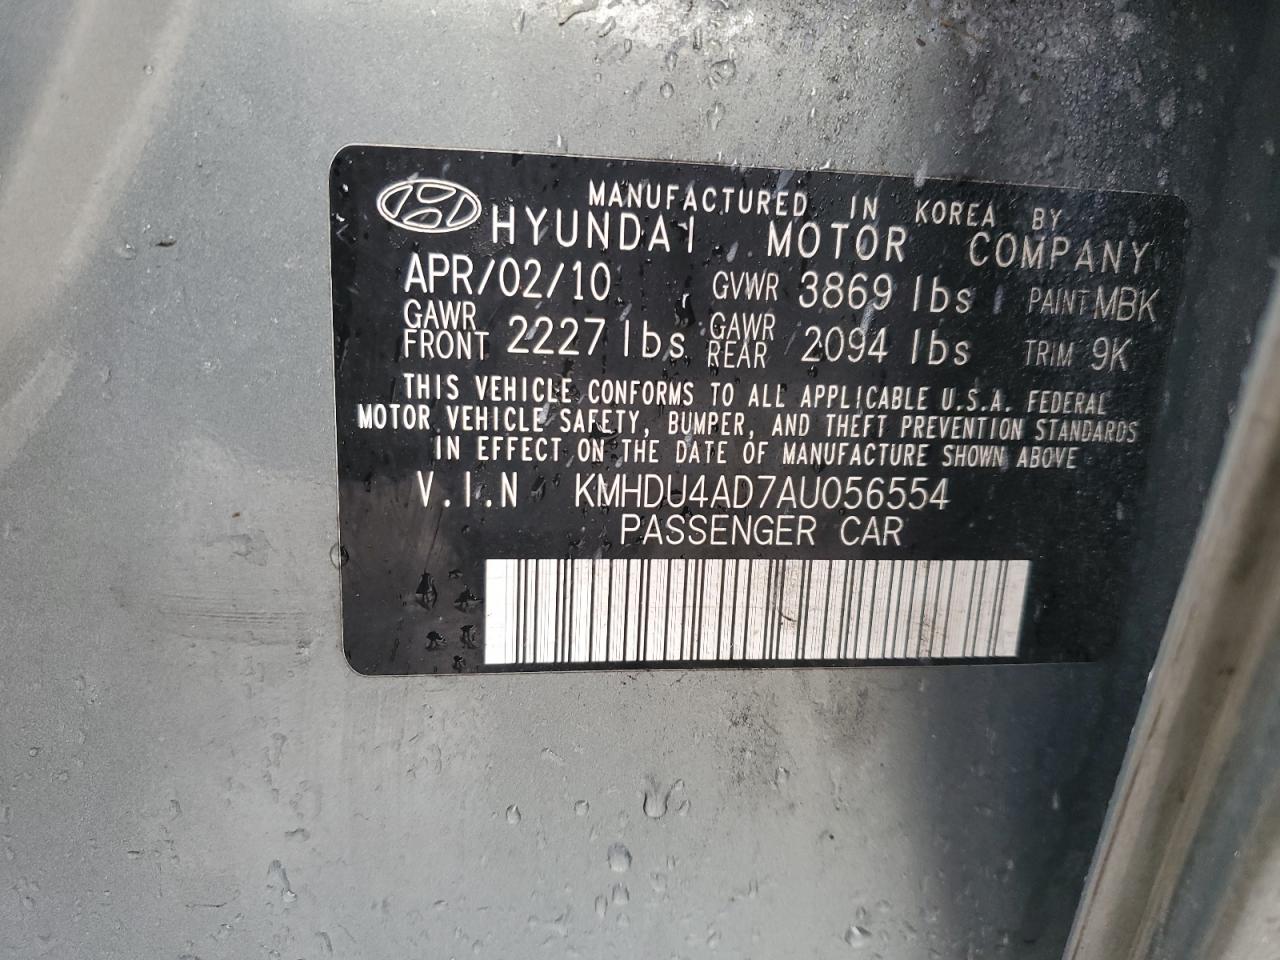 MANUFACTURED IN KOREA BY
HYUNDAI MOTOR COMPANY
APR/02/10 GVWR 3869 lbs PAINT MBK
GAWR FRONT 2227 lbs GAWR REAR 2094 lbs TRIM 9K
THIS VEHICLE CONFORMS TO ALL APPLICABLE U.S.A. FEDERAL
MOTOR VEHICLE SAFETY, BUMPER, AND THEFT PREVENTION STANDARDS
IN EFFECT ON THE DATE OF MANUFACTURE SHOWN ABOVE
V.I.N KMHDU4AD7AU056554
PASSENGER CAR